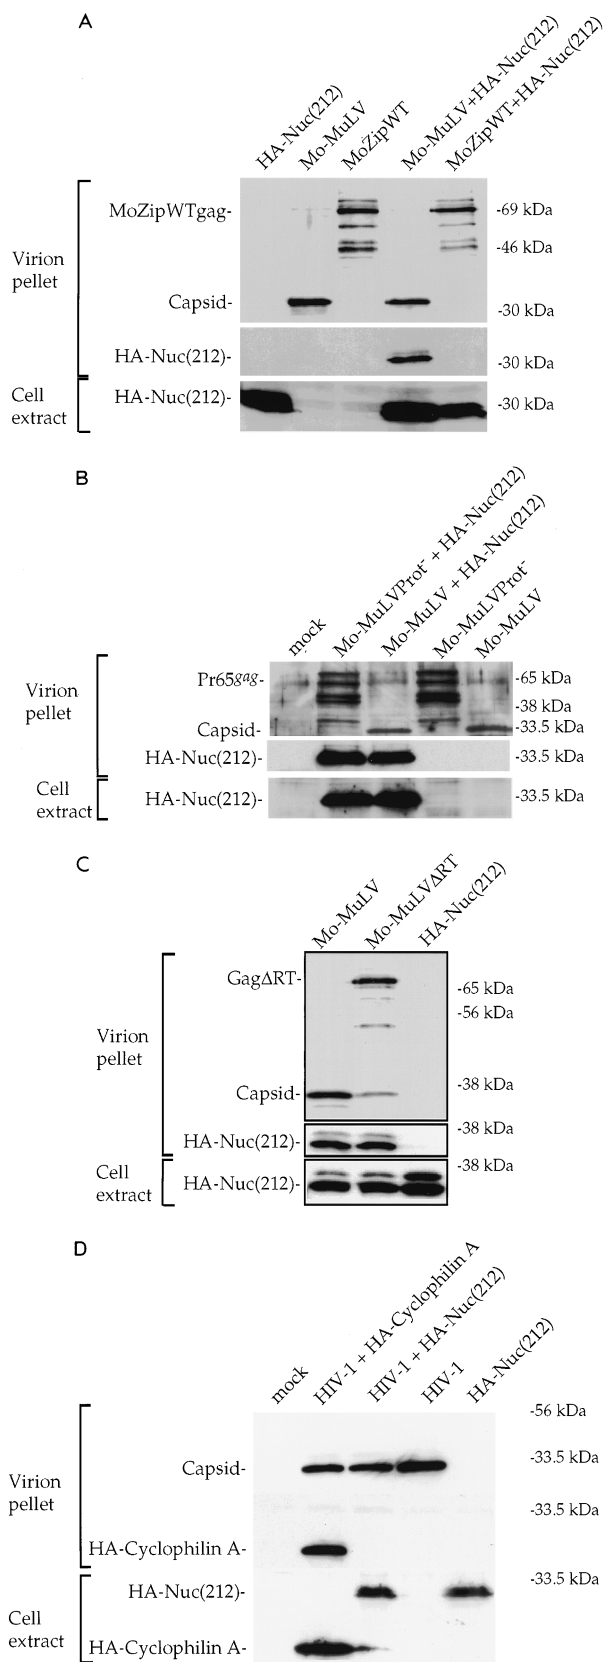 A
HA-Nuc(212)
Mo-MuLV
MoZipWT
Mo-MuLV+HA-Nuc(212)
MoZipWT+HA-Nuc(212)
Virion pellet
MoZipWTgag-
-69 kDa
-46 kDa
Capsid-
-30 kDa
HA-Nuc(212)-
-30 kDa
Cell extract
HA-Nuc(212)-
-30 kDa
B
mock
Mo-MuLVProt⁻ + HA-Nuc(212)
Mo-MuLV + HA-Nuc(212)
Mo-MuLVProt⁻
Mo-MuLV
Virion pellet
Pr65gag-
-65 kDa
-38 kDa
Capsid-
-33.5 kDa
HA-Nuc(212)-
-33.5 kDa
Cell extract
HA-Nuc(212)-
-33.5 kDa
C
Mo-MuLV
Mo-MuLVΔRT
HA-Nuc(212)
Virion pellet
GagΔRT-
-65 kDa
-56 kDa
Capsid-
-38 kDa
HA-Nuc(212)-
-38 kDa
Cell extract
HA-Nuc(212)-
-38 kDa
D
mock
HIV-1 + HA-Cyclophilin A
HIV-1 + HA-Nuc(212)
HIV-1
HA-Nuc(212)
Virion pellet
-56 kDa
Capsid-
-33.5 kDa
-33.5 kDa
HA-Cyclophilin A-
Cell extract
HA-Nuc(212)-
-33.5 kDa
HA-Cyclophilin A-